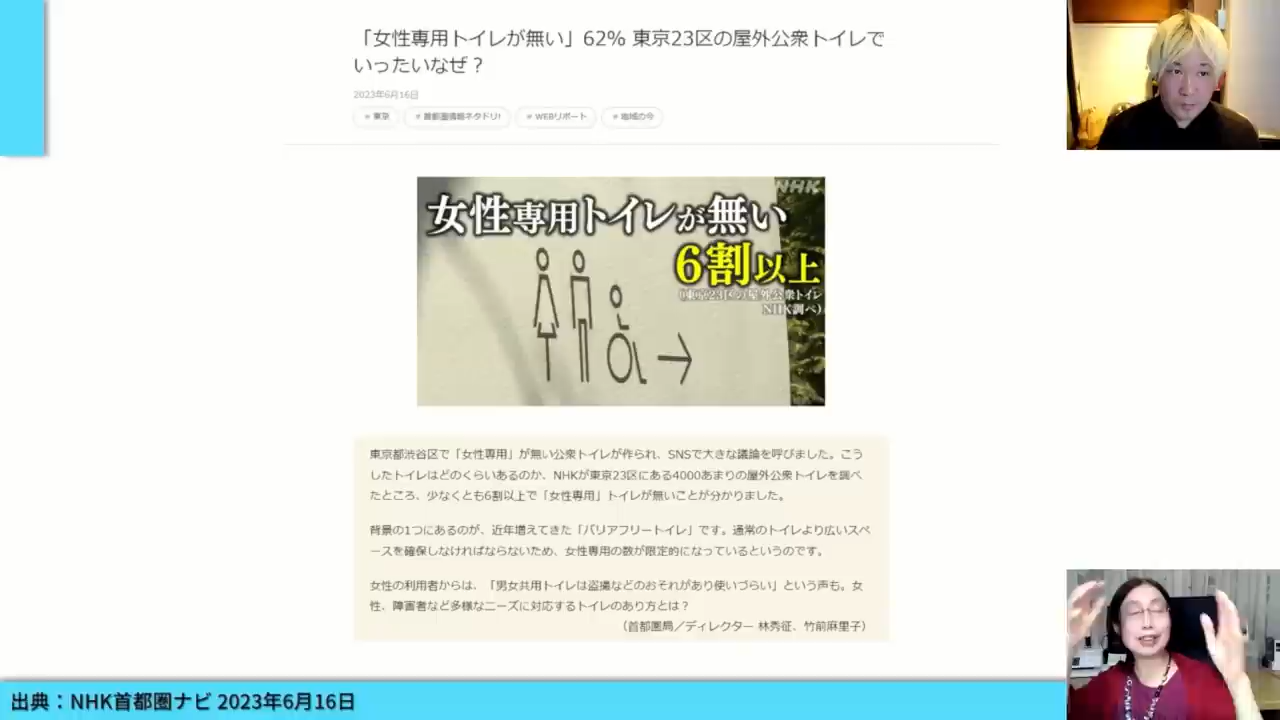 「女性専用トイレが無い」62% 東京23区の屋外公衆トイレで
いったいなぜ？
2023年6月16日
# 東京
# 首都圏情報ネタドリ!
# WEBリポート
# 地域の今
NHK
女性専用トイレが無い
6割以上
(東京23区の屋外公衆トイレ
NHK調べ)
東京都渋谷区で「女性専用」が無い公衆トイレが作られ、SNSで大きな議論を呼びました。こう
したトイレはどのくらいあるのか、NHKが東京23区にある4000あまりの屋外公衆トイレを調べ
たところ、少なくとも6割以上で「女性専用」トイレが無いことが分かりました。
背景の1つにあるのが、近年増えてきた「バリアフリートイレ」です。通常のトイレより広いスペ
ースを確保しなければならないため、女性専用の数が限定的になっているというのです。
女性の利用者からは、「男女共用トイレは盗撮などのおそれがあり使いづらい」という声も。女
性、障害者など多様なニーズに対応するトイレのあり方とは？
（首都圏局／ディレクター 林秀征、竹前麻里子）
出典：NHK首都圏ナビ 2023年6月16日